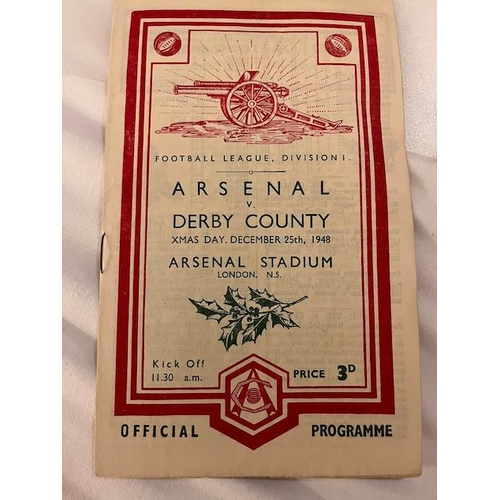 FOOTBALL LEAGUE, DIVISION I.
ARSENAL
V.
DERBY COUNTY
XMAS DAY, DECEMBER 25th, 1948
ARSENAL STADIUM
LONDON, N.5.
Kick Off
11.30 a.m.
PRICE 3D
OFFICIAL PROGRAMME